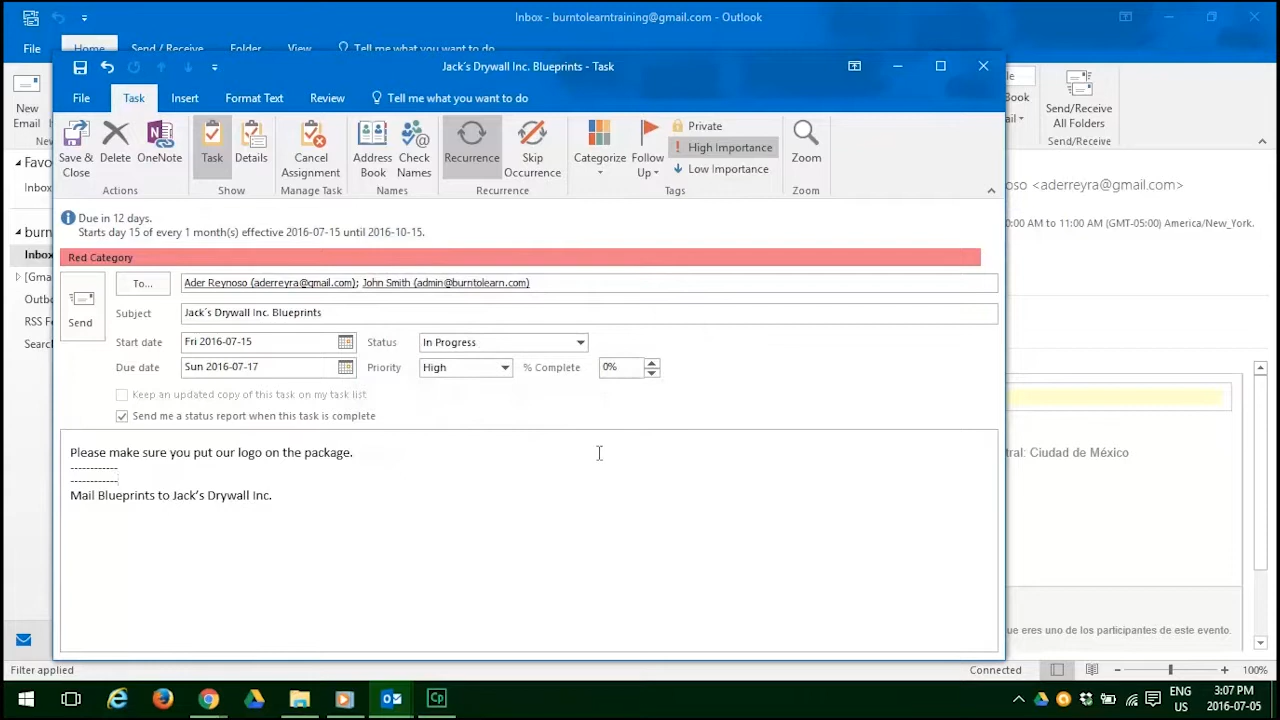 Inbox - burntolearntraining@gmail.com - Outlook
File Home Send / Receive Folder View Tell me what you want to do
Jack´s Drywall Inc. Blueprints - Task
File Task Insert Format Text Review Tell me what you want to do
New
Email
Save &
Close
Delete
OneNote
Actions
Task
Details
Show
Cancel
Assignment
Manage Task
Address
Book
Check
Names
Names
Recurrence
Skip
Occurrence
Recurrence
Categorize
Follow
Up
Private
High Importance
Low Importance
Tags
Zoom
Zoom
Send/Receive
All Folders
Send/Receive
Due in 12 days.
Starts day 15 of every 1 month(s) effective 2016-07-15 until 2016-10-15.
Red Category
Send
To... Ader Reynoso (aderreyra@gmail.com); John Smith (admin@burntolearn.com)
Subject Jack´s Drywall Inc. Blueprints
Start date Fri 2016-07-15 Status In Progress
Due date Sun 2016-07-17 Priority High % Complete 0%
Keep an updated copy of this task on my task list
Send me a status report when this task is complete
Please make sure you put our logo on the package.
------------
------------
Mail Blueprints to Jack’s Drywall Inc.
Favo
Inbox
burn
Inbox
[Gma
Outbo
RSS Fe
Searc
oso <aderreyra@gmail.com>
00 AM to 11:00 AM (GMT-05:00) America/New_York.
tral: Ciudad de México
ue eres uno de los participantes de este evento.
Filter applied Connected 100%
ENG
US
3:07 PM
2016-07-05